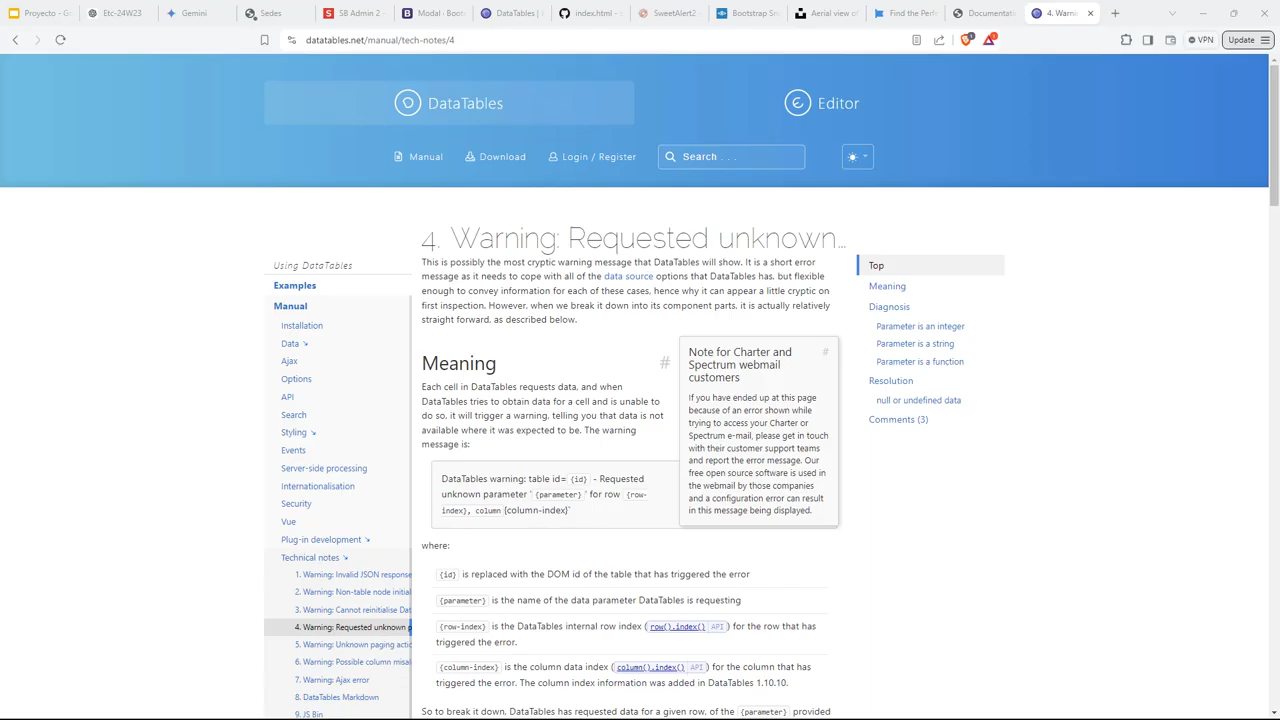 Proyecto - G
Etc-24W23
Gemini
Sedes
SB Admin 2
Modal · Boots
DataTables |
index.html -
SweetAlert2
Bootstrap Sni
Aerial view of
Find the Perf
Documentati
4. Warni
datatables.net/manual/tech-notes/4
VPN
Update
DataTables
Editor
Manual
Download
Login / Register
Search . . .
4. Warning: Requested unknown...
This is possibly the most cryptic warning message that DataTables will show. It is a short error
message as it needs to cope with all of the data source options that DataTables has, but flexible
enough to convey information for each of these cases, hence why it can appear a little cryptic on
first inspection. However, when we break it down into its component parts, it is actually relatively
straight forward, as described below.
Using DataTables
Examples
Manual
Installation
Data
Ajax
Options
API
Search
Styling
Events
Server-side processing
Internationalisation
Security
Vue
Plug-in development
Technical notes
1. Warning: Invalid JSON response
2. Warning: Non-table node initial
3. Warning: Cannot reinitialise Dat
4. Warning: Requested unknown p
5. Warning: Unknown paging actio
6. Warning: Possible column misa
7. Warning: Ajax error
8. DataTables Markdown
9. JS Bin
Meaning #
Each cell in DataTables requests data, and when
DataTables tries to obtain data for a cell and is unable to
do so, it will trigger a warning, telling you that data is not
available where it was expected to be. The warning
message is:
DataTables warning: table id= {id} - Requested
unknown parameter '{parameter}' for row {row-
index}, column {column-index}`
Note for Charter and #
Spectrum webmail
customers
If you have ended up at this page
because of an error shown while
trying to access your Charter or
Spectrum e-mail, please get in touch
with their customer support teams
and report the error message. Our
free open source software is used in
the webmail by those companies
and a configuration error can result
in this message being displayed.
where:
{id} is replaced with the DOM id of the table that has triggered the error
{parameter} is the name of the data parameter DataTables is requesting
{row-index} is the DataTables internal row index ( row().index() API ) for the row that has
triggered the error.
{column-index} is the column data index ( column().index() API ) for the column that has
triggered the error. The column index information was added in DataTables 1.10.10.
So to break it down, DataTables has requested data for a given row, of the {parameter} provided
Top
Meaning
Diagnosis
Parameter is an integer
Parameter is a string
Parameter is a function
Resolution
null or undefined data
Comments (3)